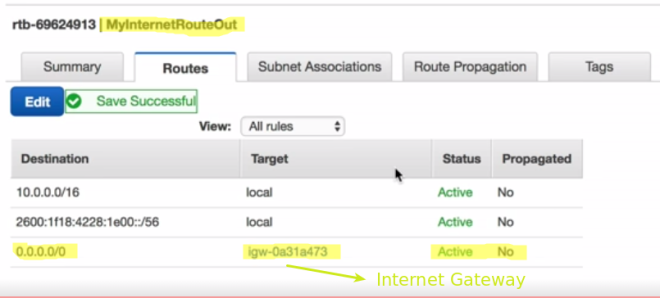 rtb-69624913 | MyInternetRouteOut
Summary Routes Subnet Associations Route Propagation Tags
Edit Save Successful
View: All rules
Destination Target Status Propagated
10.0.0.0/16 local Active No
2600:1f18:4228:1e00::/56 local Active No
0.0.0.0/0 igw-0a31a473 Active No
Internet Gateway